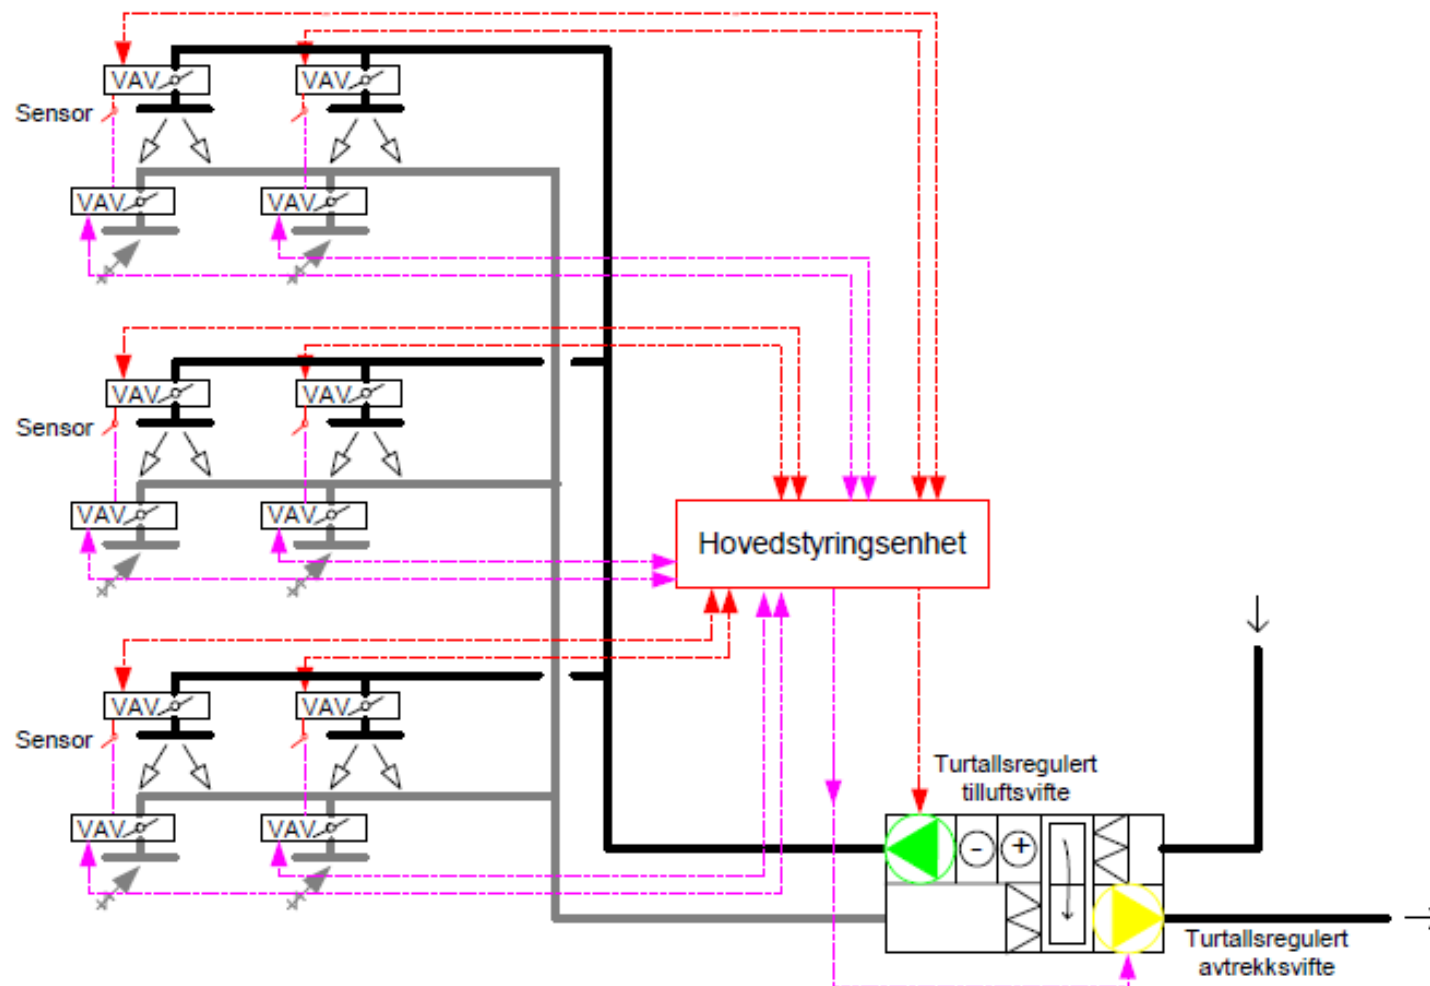 VAV VAV
Sensor
VAV VAV
VAV VAV
Sensor
VAV VAV
Hovedstyringsenhet
VAV VAV
Sensor
Turtallsregulert
tilluftsvifte
VAV VAV
- +
Turtallsregulert
avtrekksvifte